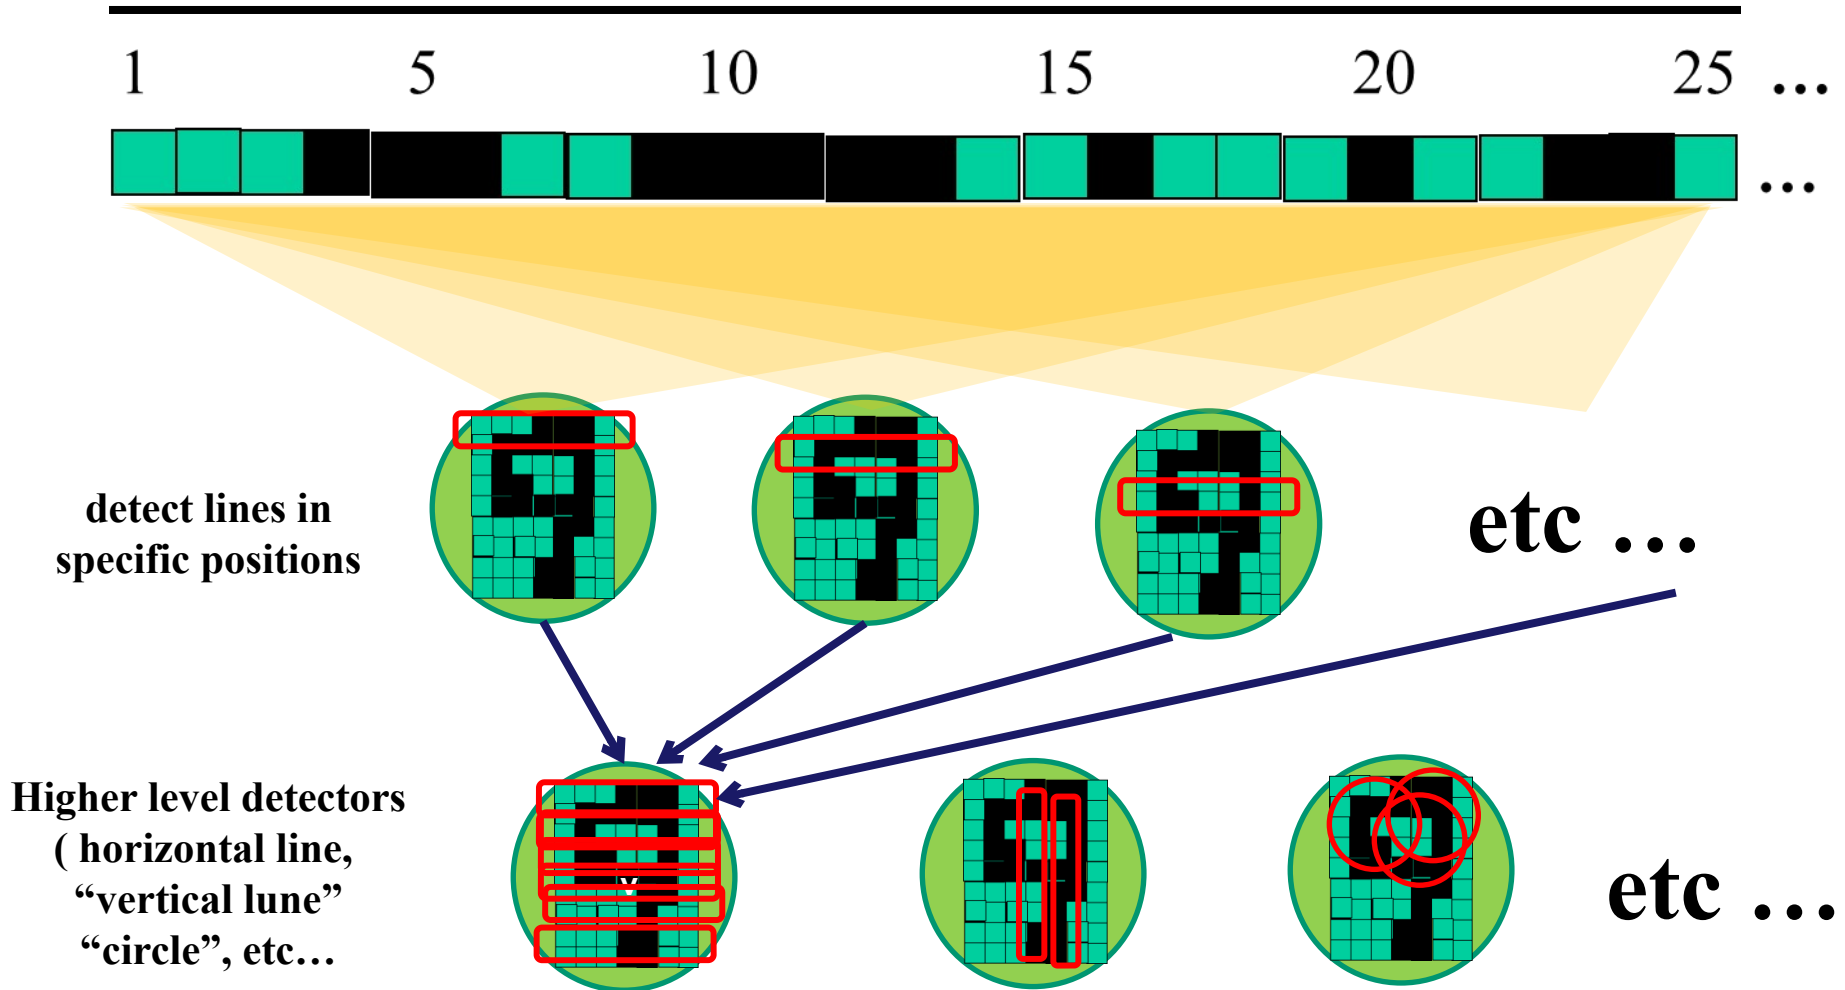 1 5 10 15 20 25 …
…
detect lines in
specific positions
etc …
Higher level detectors
( horizontal line,
“vertical lune”
“circle”, etc…
v
etc …